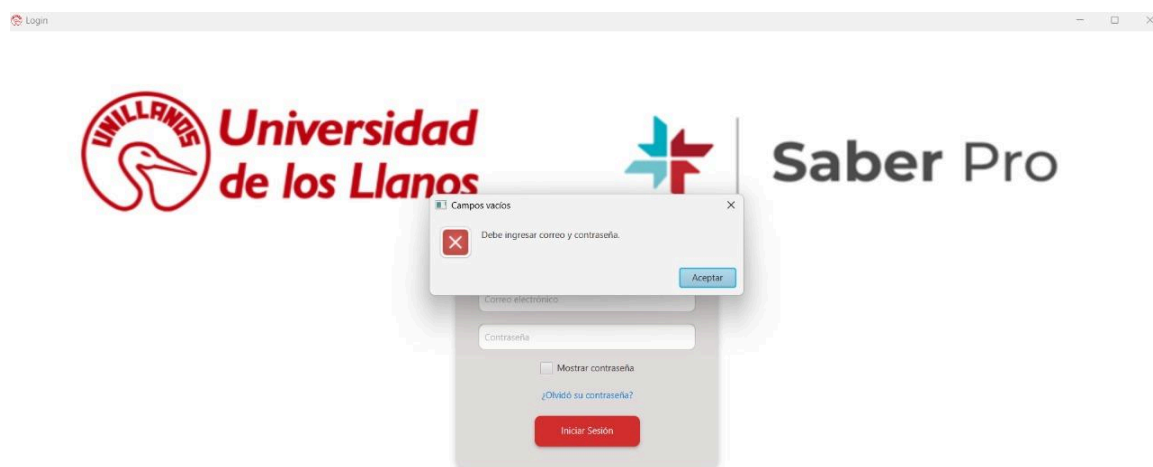 Login
UNILLANOS
Universidad
de los Llanos
Saber Pro
Campos vacíos
Debe ingresar correo y contraseña.
Aceptar
Correo electrónico
Contraseña
Mostrar contraseña
¿Olvidó su contraseña?
Iniciar Sesión